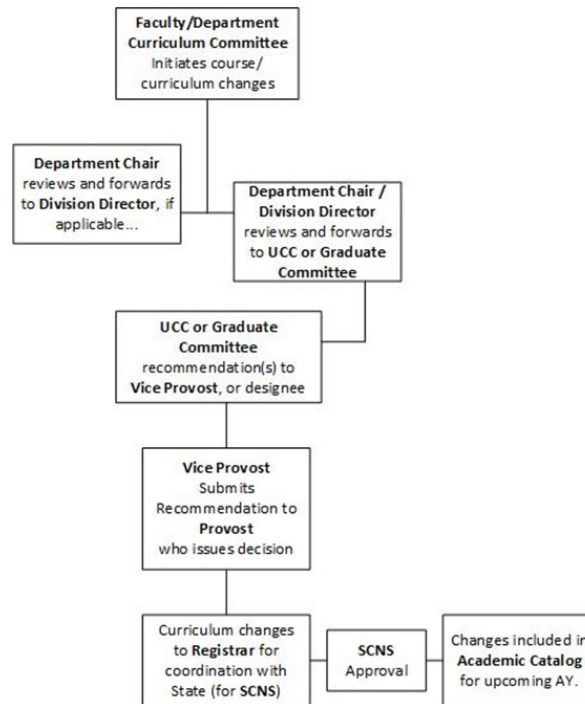 Faculty/Department
Curriculum Committee
Initiates course/
curriculum changes
Department Chair
reviews and forwards
to Division Director, if
applicable...
Department Chair /
Division Director
reviews and forwards
to UCC or Graduate
Committee
UCC or Graduate
Committee
recommendation(s) to
Vice Provost, or designee
Vice Provost
Submits
Recommendation to
Provost
who issues decision
Curriculum changes
to Registrar for
coordination with
State (for SCNS)
SCNS
Approval
Changes included in
Academic Catalog
for upcoming AY.